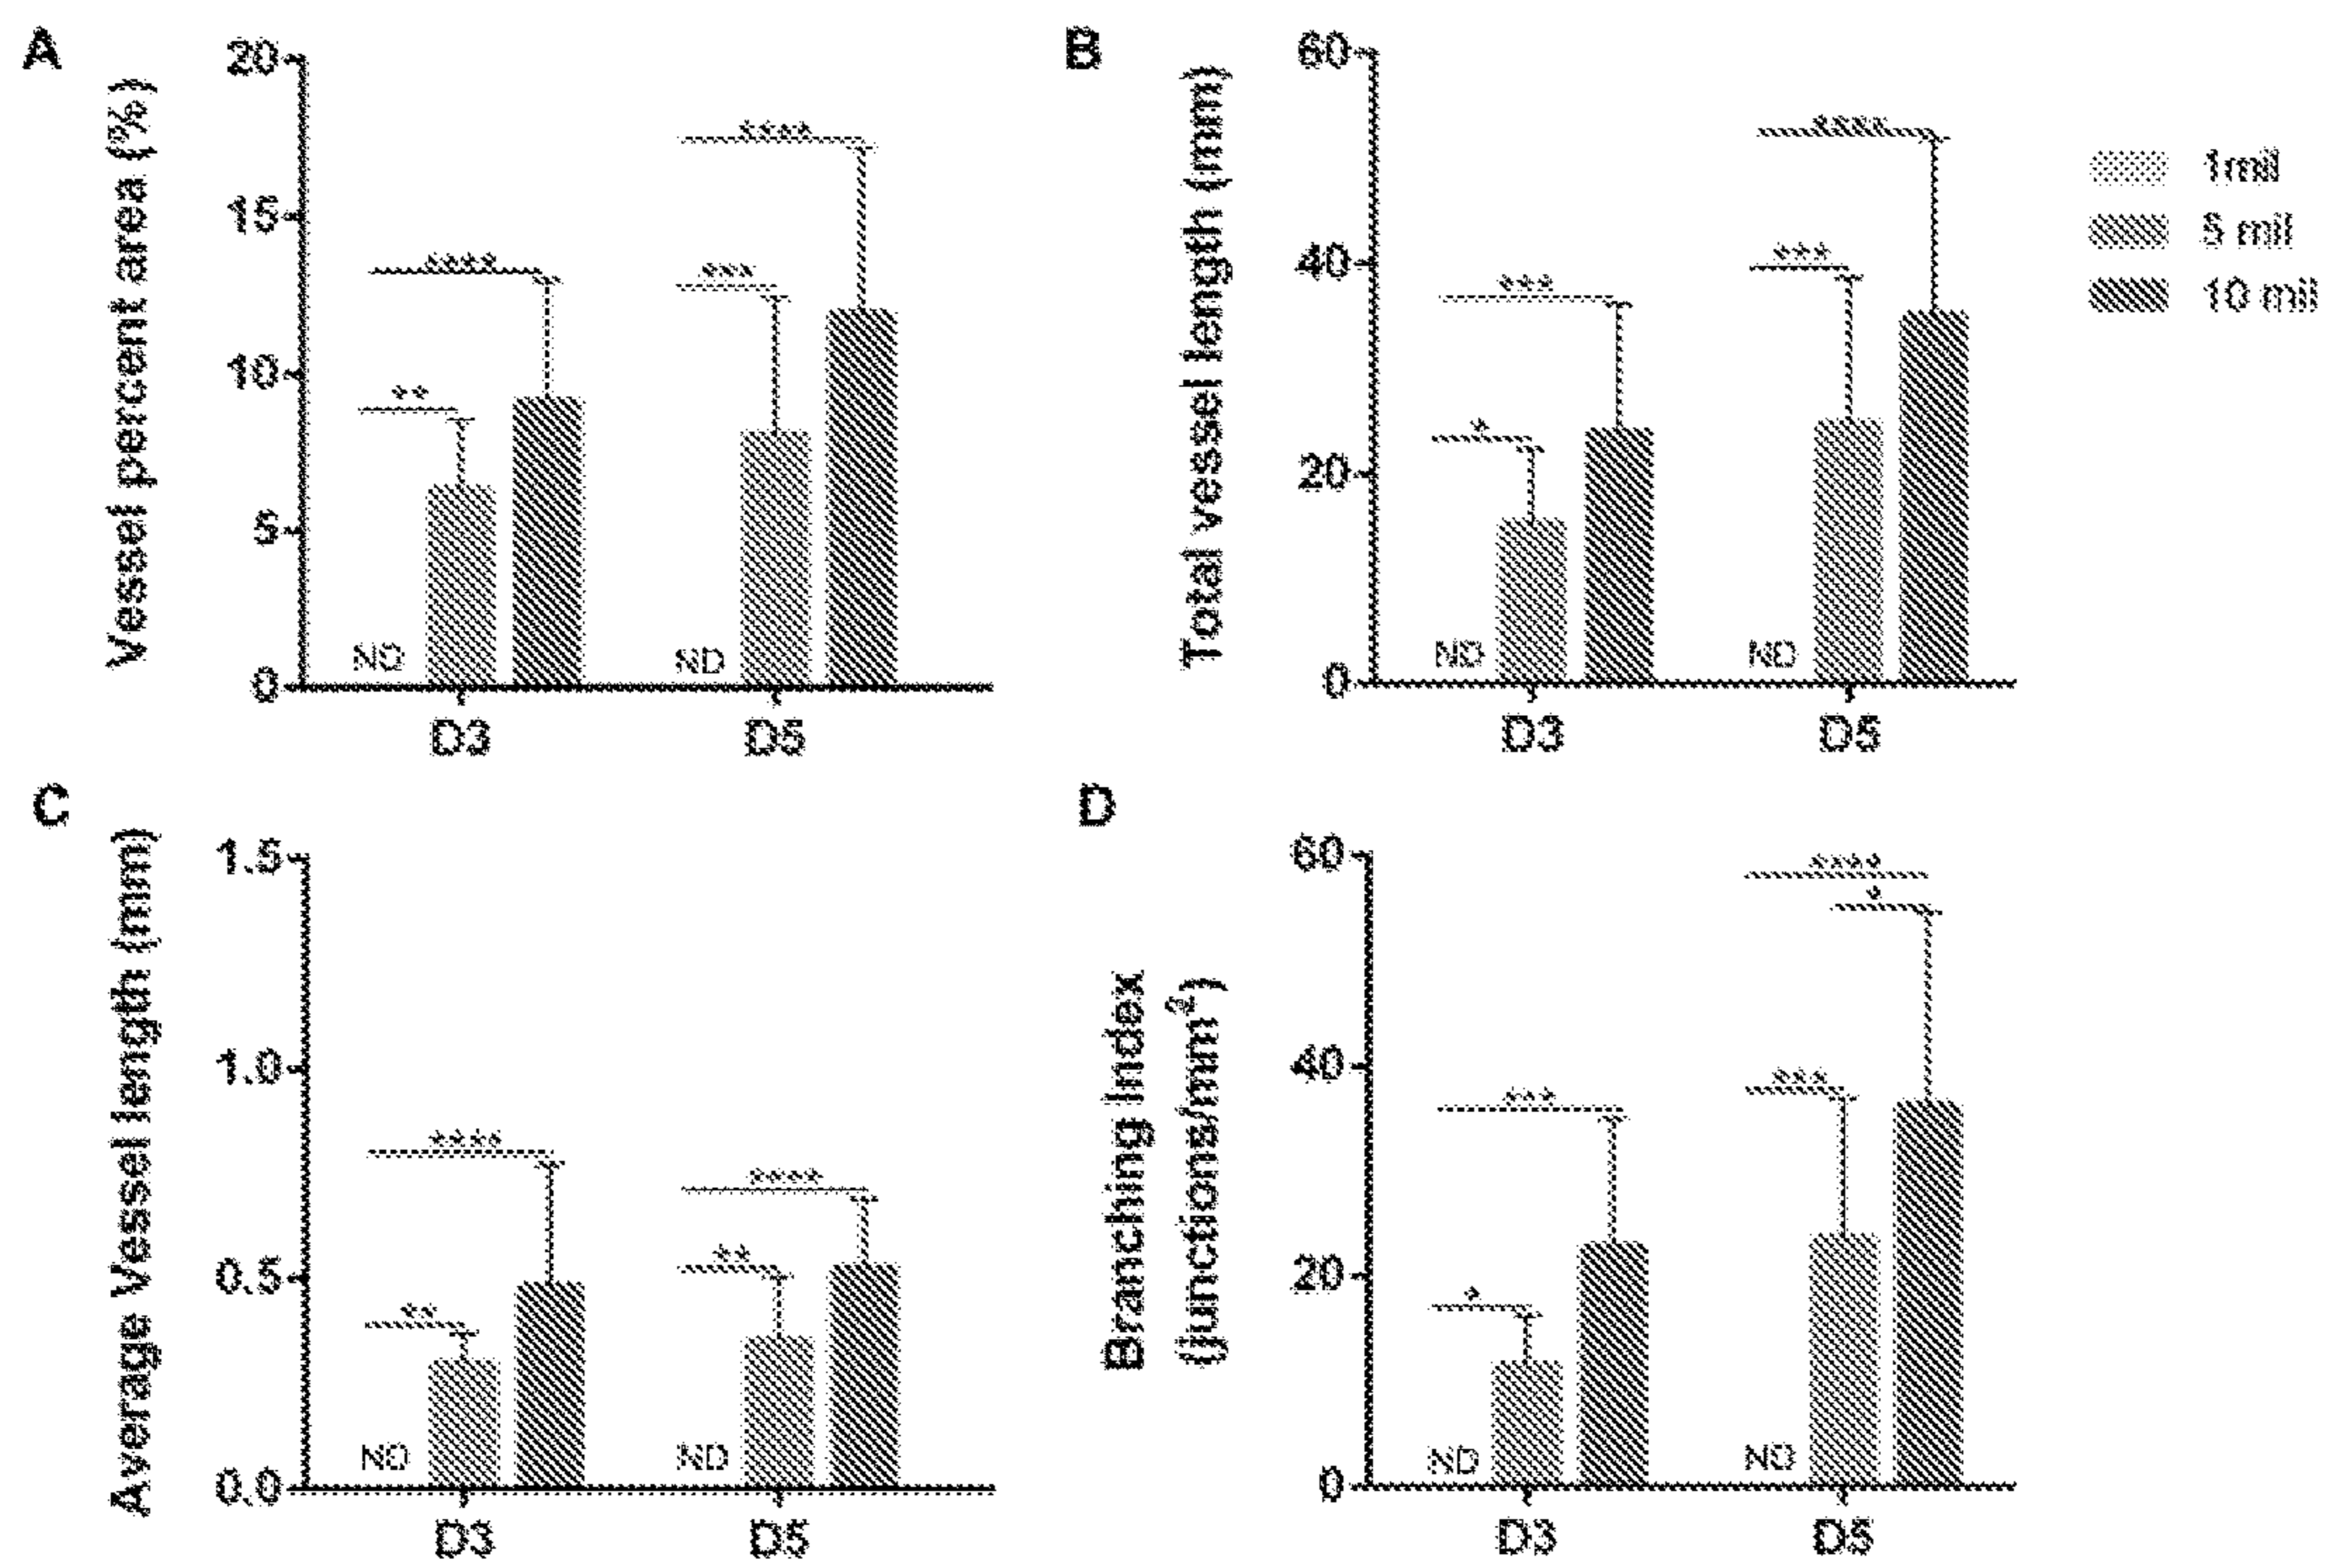 A
Vessel percent area (%)
20
15
10
5
0
****
**
****
***
ND
ND
D3
D5
B
Total vessel length (mm)
60
40
20
0
***
*
****
***
ND
ND
D3
D5
1mil
5 mil
10 mil
C
Average Vessel length (mm)
1.5
1.0
0.5
0.0
****
**
****
**
ND
ND
D3
D5
D
Branching Index
(junctions/mm²)
60
40
20
0
***
*
****
*
***
ND
ND
D3
D5